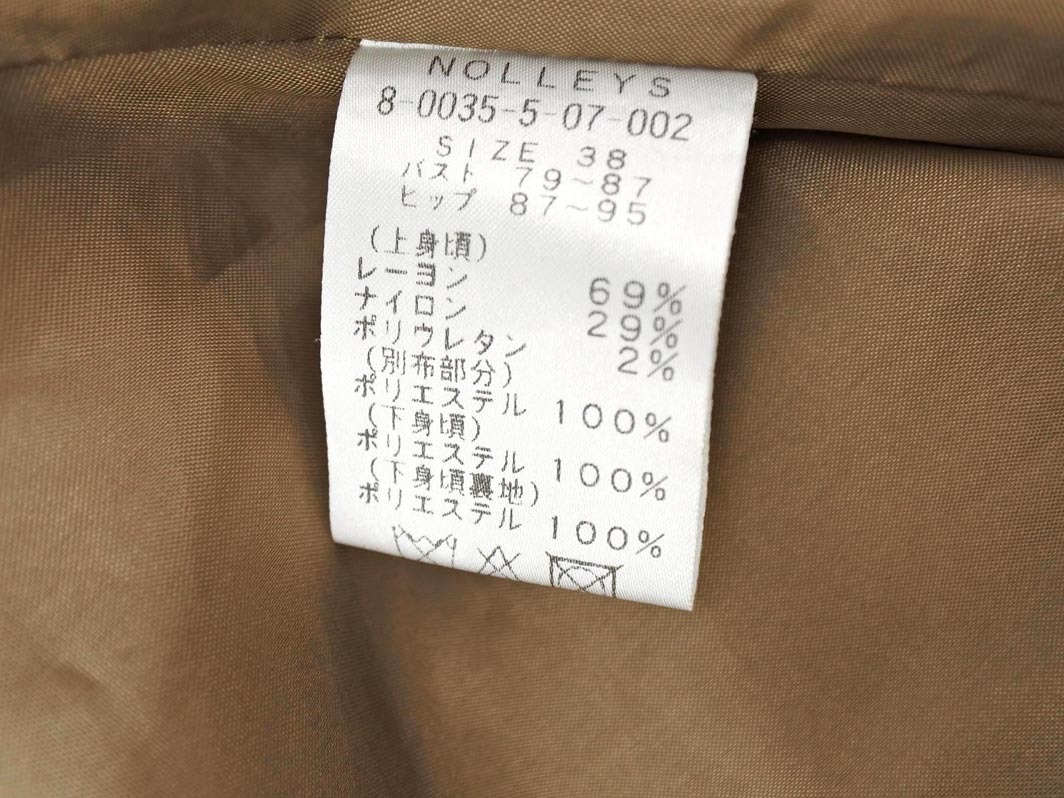 NOLLEYS
8-0035-5-07-002
SIZE 38
バスト 79~87
ヒップ 87~95
(上身頃)
レーヨン 69%
ナイロン 29%
ポリウレタン 2%
(別布部分)
ポリエステル 100%
(下身頃)
ポリエステル 100%
(下身頃裏地)
ポリエステル 100%